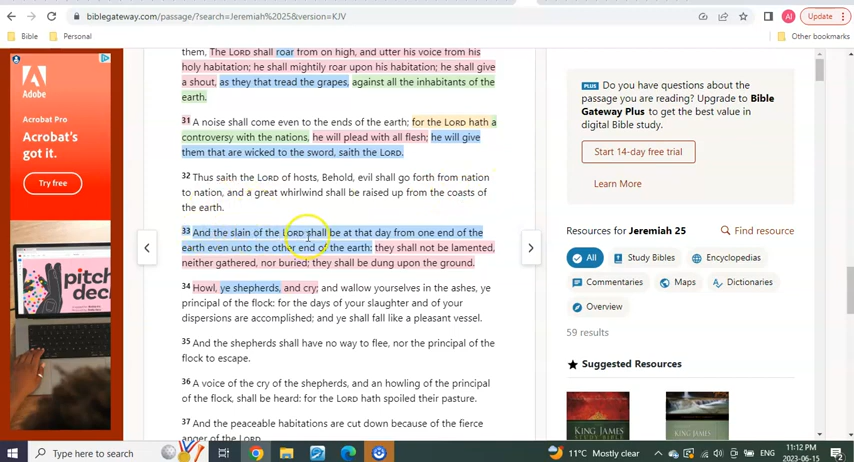 biblegateway.com/passage/?search=Jeremiah%2025&version=KJV
AI
Update
Bible
Personal
Other bookmarks
them, The LORD shall roar from on high, and utter his voice from his
holy habitation; he shall mightily roar upon his habitation; he shall give
a shout, as they that tread the grapes, against all the inhabitants of the
earth.
31 A noise shall come even to the ends of the earth; for the LORD hath a
controversy with the nations, he will plead with all flesh; he will give
them that are wicked to the sword, saith the LORD.
32 Thus saith the LORD of hosts, Behold, evil shall go forth from nation
to nation, and a great whirlwind shall be raised up from the coasts of
the earth.
33 And the slain of the LORD shall be at that day from one end of the
earth even unto the other end of the earth: they shall not be lamented,
neither gathered, nor buried; they shall be dung upon the ground.
34 Howl, ye shepherds, and cry; and wallow yourselves in the ashes, ye
principal of the flock: for the days of your slaughter and of your
dispersions are accomplished; and ye shall fall like a pleasant vessel.
35 And the shepherds shall have no way to flee, nor the principal of the
flock to escape.
36 A voice of the cry of the shepherds, and an howling of the principal
of the flock, shall be heard: for the LORD hath spoiled their pasture.
37 And the peaceable habitations are cut down because of the fierce
anger of the LORD.
Adobe
Acrobat Pro
Acrobat's
got it.
Try free
pitch
dec
PLUS Do you have questions about the
passage you are reading? Upgrade to Bible
Gateway Plus to get the best value in
digital Bible study.
Start 14-day free trial
Learn More
Resources for Jeremiah 25
Find resource
All
Study Bibles
Encyclopedias
Commentaries
Maps
Dictionaries
Overview
59 results
Suggested Resources
KING JAMES
KING JAMES
Type here to search
11°C Mostly clear
ENG
11:12 PM
2023-06-15
2